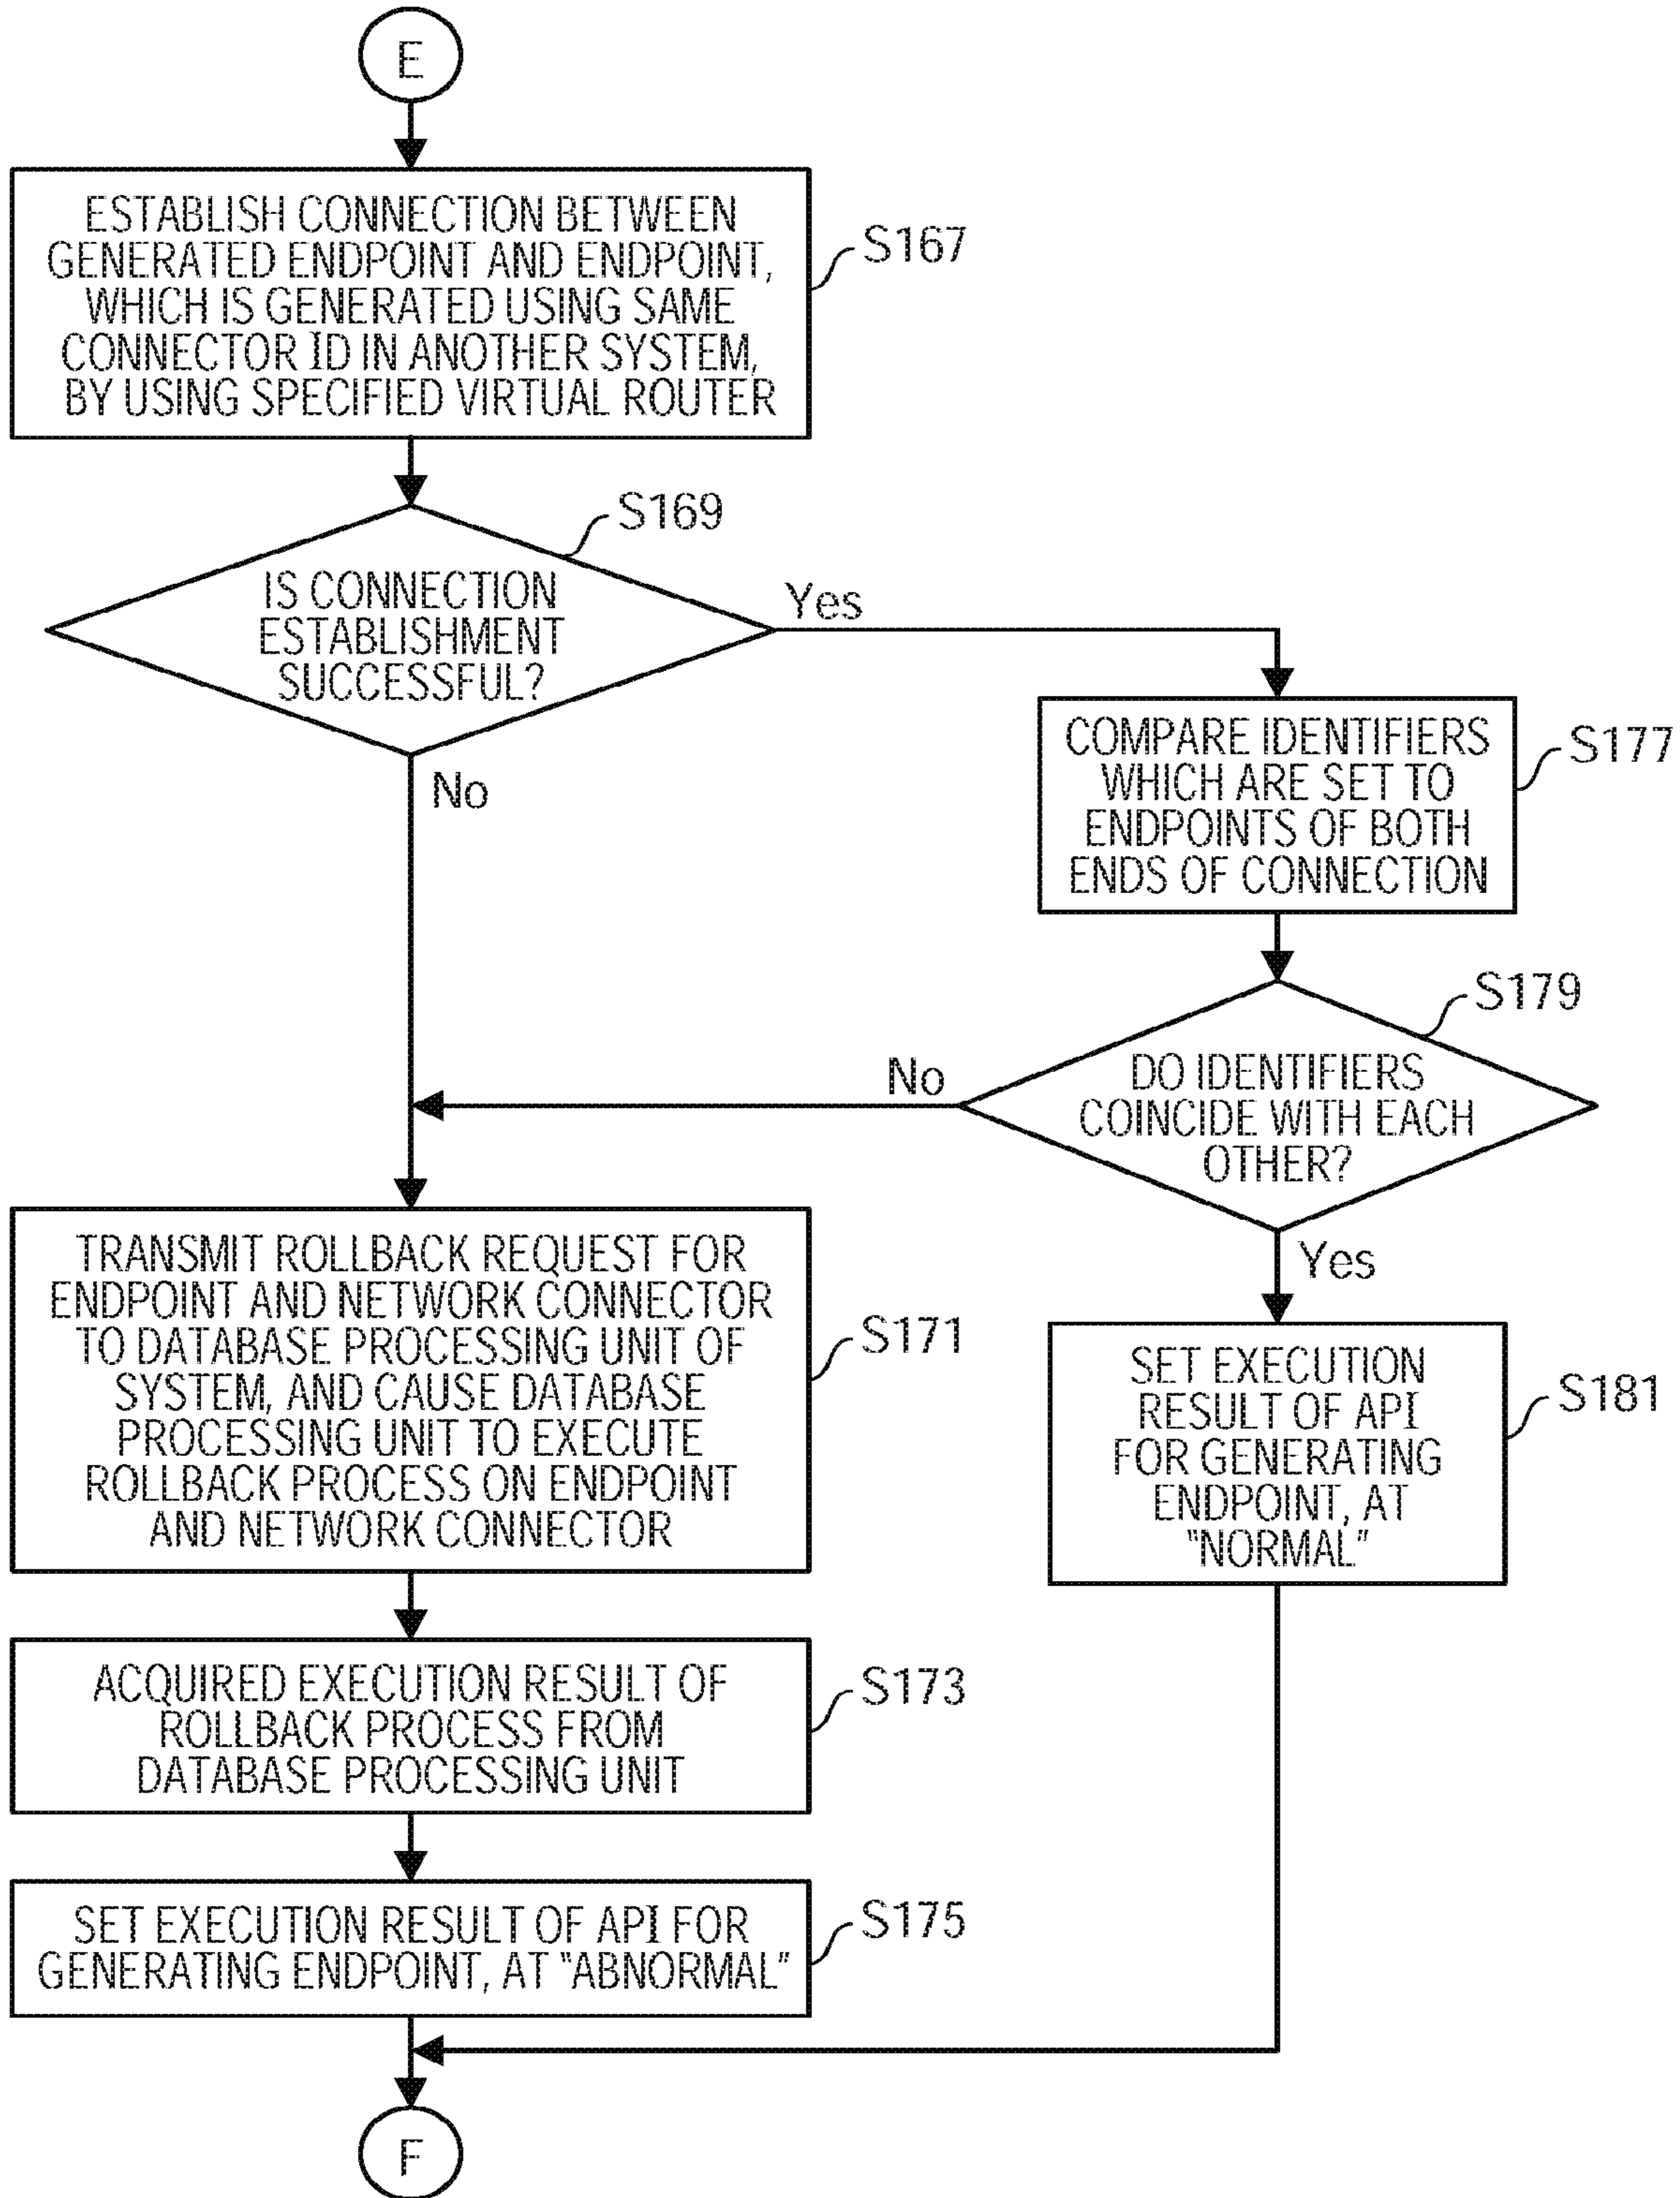 E
ESTABLISH CONNECTION BETWEEN
GENERATED ENDPOINT AND ENDPOINT,
WHICH IS GENERATED USING SAME
CONNECTOR ID IN ANOTHER SYSTEM,
BY USING SPECIFIED VIRTUAL ROUTER
S167
S169
IS CONNECTION
ESTABLISHMENT
SUCCESSFUL?
Yes
No
COMPARE IDENTIFIERS
WHICH ARE SET TO
ENDPOINTS OF BOTH
ENDS OF CONNECTION
S177
S179
DO IDENTIFIERS
COINCIDE WITH EACH
OTHER?
No
Yes
TRANSMIT ROLLBACK REQUEST FOR
ENDPOINT AND NETWORK CONNECTOR
TO DATABASE PROCESSING UNIT OF
SYSTEM, AND CAUSE DATABASE
PROCESSING UNIT TO EXECUTE
ROLLBACK PROCESS ON ENDPOINT
AND NETWORK CONNECTOR
S171
SET EXECUTION
RESULT OF API
FOR GENERATING
ENDPOINT, AT
"NORMAL"
S181
ACQUIRED EXECUTION RESULT OF
ROLLBACK PROCESS FROM
DATABASE PROCESSING UNIT
S173
SET EXECUTION RESULT OF API FOR
GENERATING ENDPOINT, AT "ABNORMAL"
S175
F